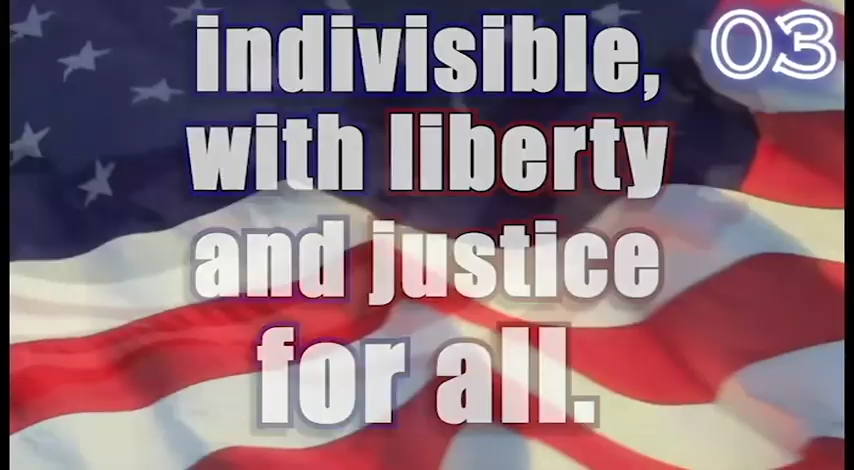 03
indivisible,
with liberty
and justice
for all.